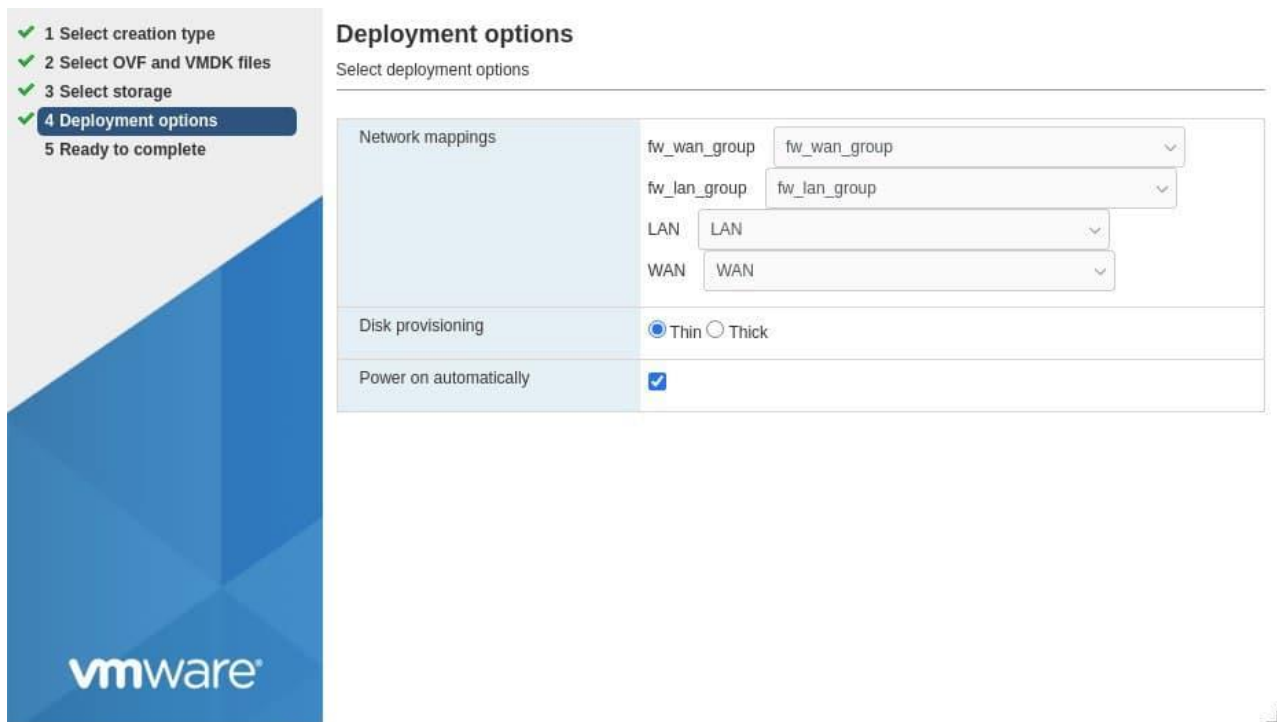 1 Select creation type
2 Select OVF and VMDK files
3 Select storage
4 Deployment options
5 Ready to complete
vmware®
Deployment options
Select deployment options
Network mappings
fw_wan_group fw_wan_group
fw_lan_group fw_lan_group
LAN LAN
WAN WAN
Disk provisioning Thin Thick
Power on automatically